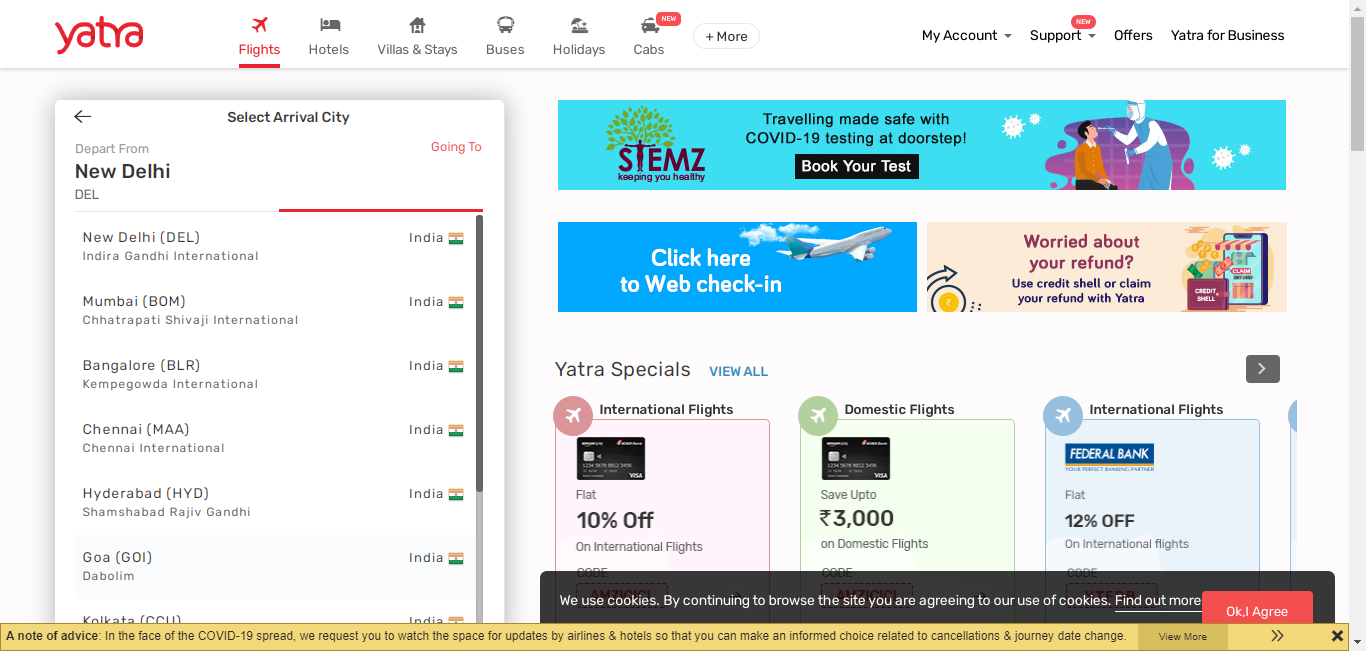 yatra
Flights
Hotels
Villas & Stays
Buses
Holidays
NEW
Cabs
+ More
My Account
NEW
Support
Offers
Yatra for Business
Select Arrival City
Depart From
New Delhi
DEL
Going To
New Delhi (DEL) India
Indira Gandhi International
Mumbai (BOM) India
Chhatrapati Shivaji International
Bangalore (BLR) India
Kempegowda International
Chennai (MAA) India
Chennai International
Hyderabad (HYD) India
Shamshabad Rajiv Gandhi
Goa (GOI) India
Dabolim
Kolkata (CCU) India
STEMZ
keeping you healthy
Travelling made safe with
COVID-19 testing at doorstep!
Book Your Test
Click here
to Web check-in
Worried about
your refund?
Use credit shell or claim
your refund with Yatra
CLAIM
REFUND
CREDIT
SHELL
Yatra Specials VIEW ALL
International Flights
VISA
Flat
10% Off
On International Flights
CODE
AMZICICI
Domestic Flights
VISA
Save Upto
₹3,000
on Domestic Flights
CODE
AMZICICI
International Flights
FEDERAL BANK
YOUR PERFECT BANKING PARTNER
Flat
12% OFF
On International flights
CODE
We use cookies. By continuing to browse the site you are agreeing to our use of cookies. Find out more
Ok,I Agree
A note of advice: In the face of the COVID-19 spread, we request you to watch the space for updates by airlines & hotels so that you can make an informed choice related to cancellations & journey date change.
View More